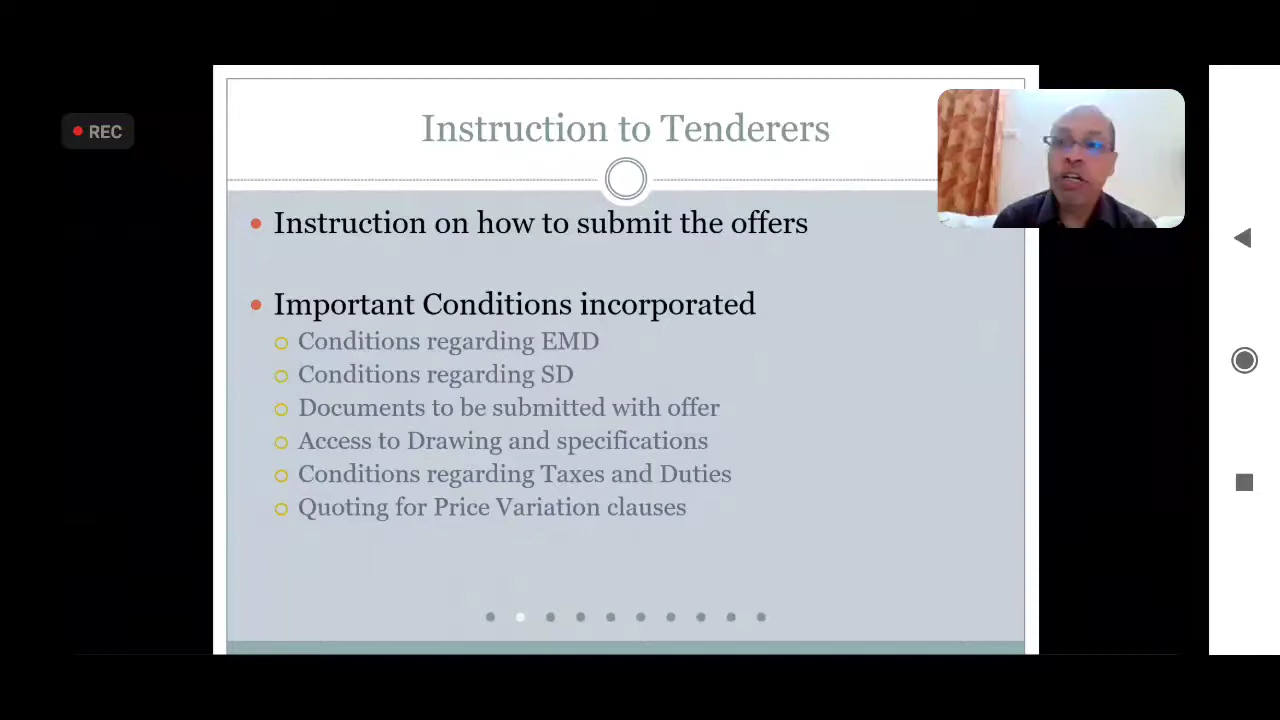 REC
Instruction to Tenderers
Instruction on how to submit the offers
Important Conditions incorporated
Conditions regarding EMD
Conditions regarding SD
Documents to be submitted with offer
Access to Drawing and specifications
Conditions regarding Taxes and Duties
Quoting for Price Variation clauses